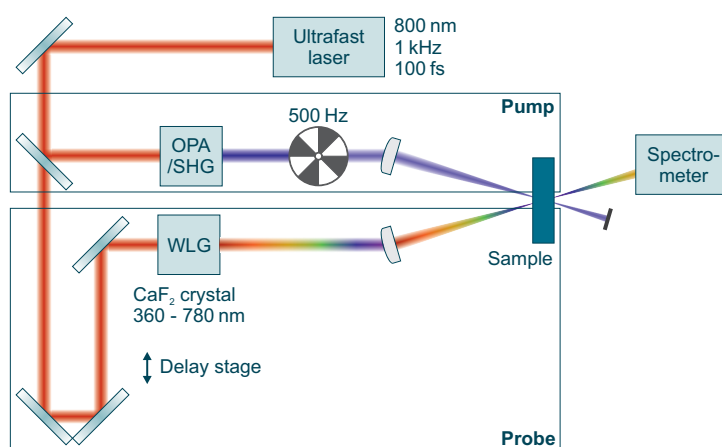 Ultrafast
laser
800 nm
1 kHz
100 fs
Pump
500 Hz
OPA
/SHG
Spectro-
meter
WLG
Sample
CaF₂ crystal
360 - 780 nm
Delay stage
Probe